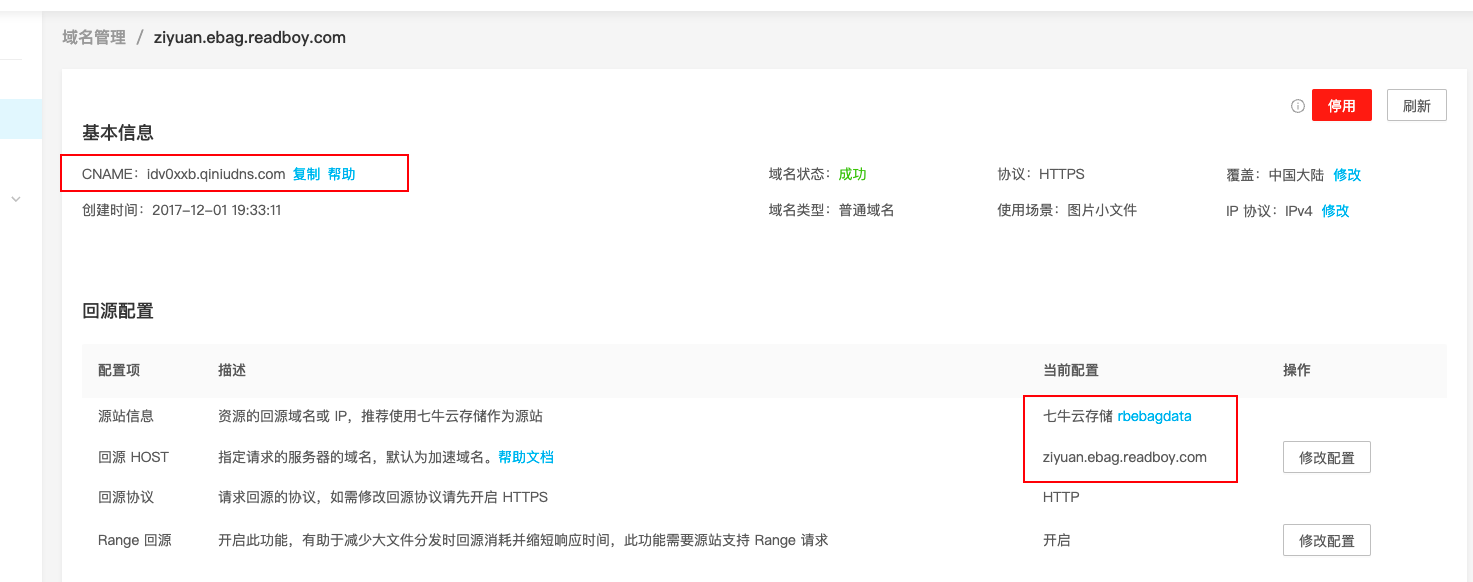 域名管理 / ziyuan.ebag.readboy.com
停用 刷新
基本信息
CNAME：idv0xxb.qiniudns.com 复制 帮助 域名状态：成功 协议：HTTPS 覆盖：中国大陆 修改
创建时间：2017-12-01 19:33:11 域名类型：普通域名 使用场景：图片小文件 IP 协议：IPv4 修改
回源配置
配置项 描述 当前配置 操作
源站信息 资源的回源域名或 IP，推荐使用七牛云存储作为源站 七牛云存储 rbebagdata
回源 HOST 指定请求的服务器的域名，默认为加速域名。帮助文档 ziyuan.ebag.readboy.com 修改配置
回源协议 请求回源的协议，如需修改回源协议请先开启 HTTPS HTTP
Range 回源 开启此功能，有助于减少大文件分发时回源消耗并缩短响应时间，此功能需要源站支持 Range 请求 开启 修改配置